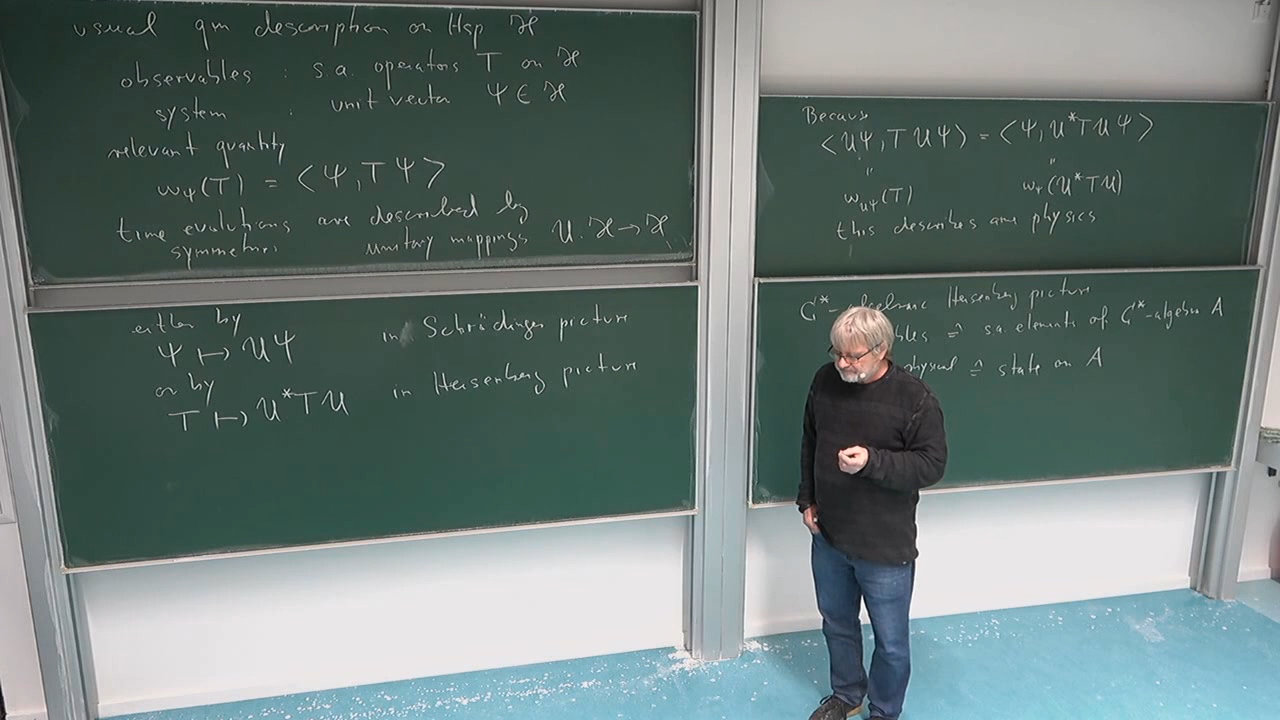 usual qm description on Hsp ℋ
observables : s.a. operators T on ℋ
system : unit vector Ψ ∈ ℋ
relevant quantity
ω_Ψ(T) = ⟨Ψ, TΨ⟩
time evolutions are described by
symmetries unitary mappings U: ℋ → ℋ
either by
Ψ ↦ UΨ in Schrödinger picture
or by
T ↦ U*TU in Heisenberg picture
Because
⟨UΨ, TUΨ⟩ = ⟨Ψ, U*TUΨ⟩
ω_UΨ(T) ω_Ψ(U*TU)
this describes
physics
C*-algebraic Heisenberg picture
bles ≙ s.a. elements of C*-algebra A
physical ≙ state on A